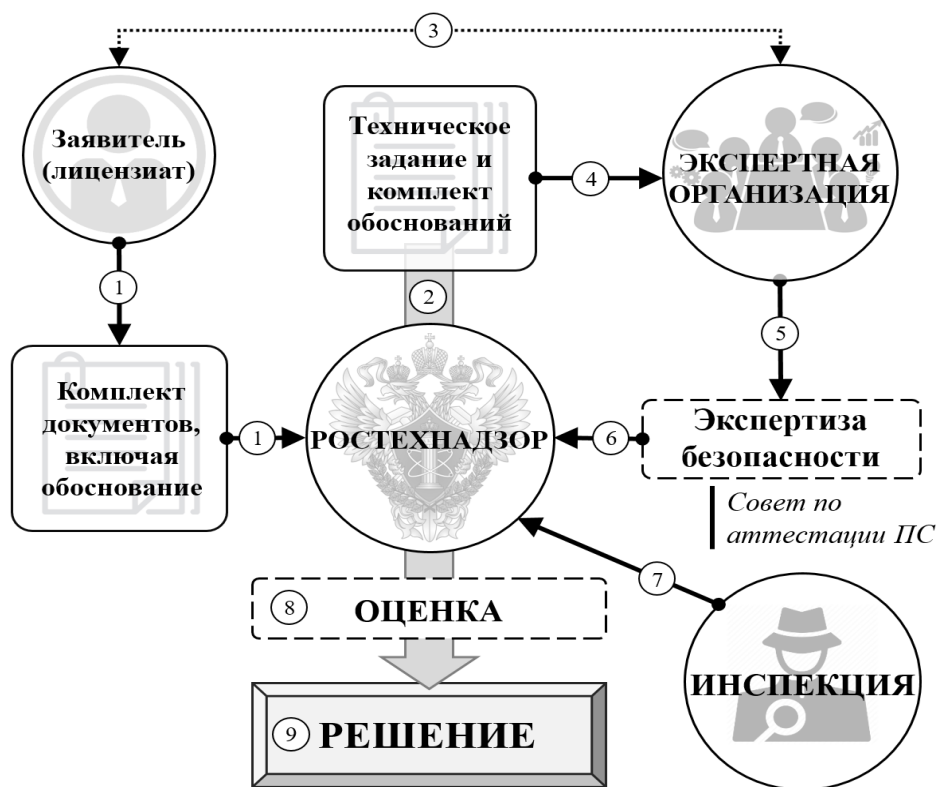 3
Заявитель
(лицензиат)
Техническое
задание и
комплект
обоснований
4
ЭКСПЕРТНАЯ
ОРГАНИЗАЦИЯ
1
2
5
Комплект
документов,
включая
обоснование
1
РОСТЕХНАДЗОР
6
Экспертиза
безопасности
Совет по
аттестации ПС
7
8
ОЦЕНКА
ИНСПЕКЦИЯ
9
РЕШЕНИЕ